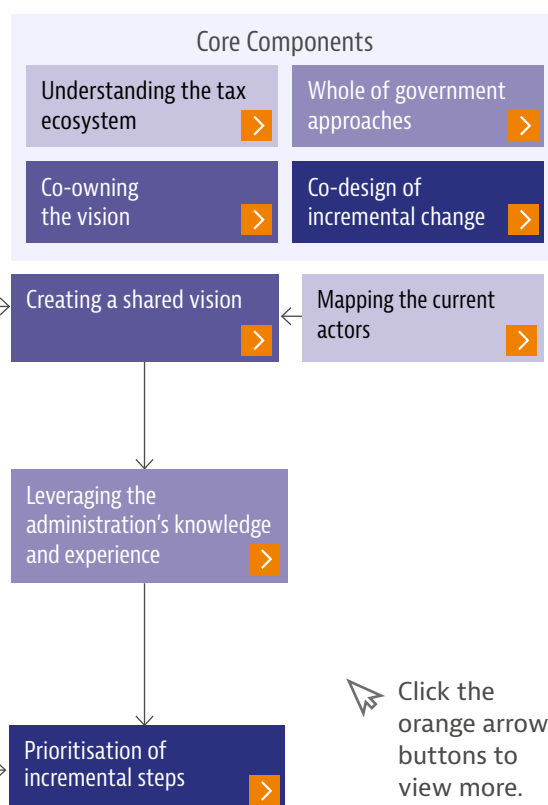 Core Components
Understanding the tax
ecosystem
Whole of government
approaches
Co-owning
the vision
Co-design of
incremental change
Creating a shared vision
Mapping the current
actors
Leveraging the
administration’s knowledge
and experience
Click the
orange arrow
buttons to
view more.
Prioritisation of
incremental steps